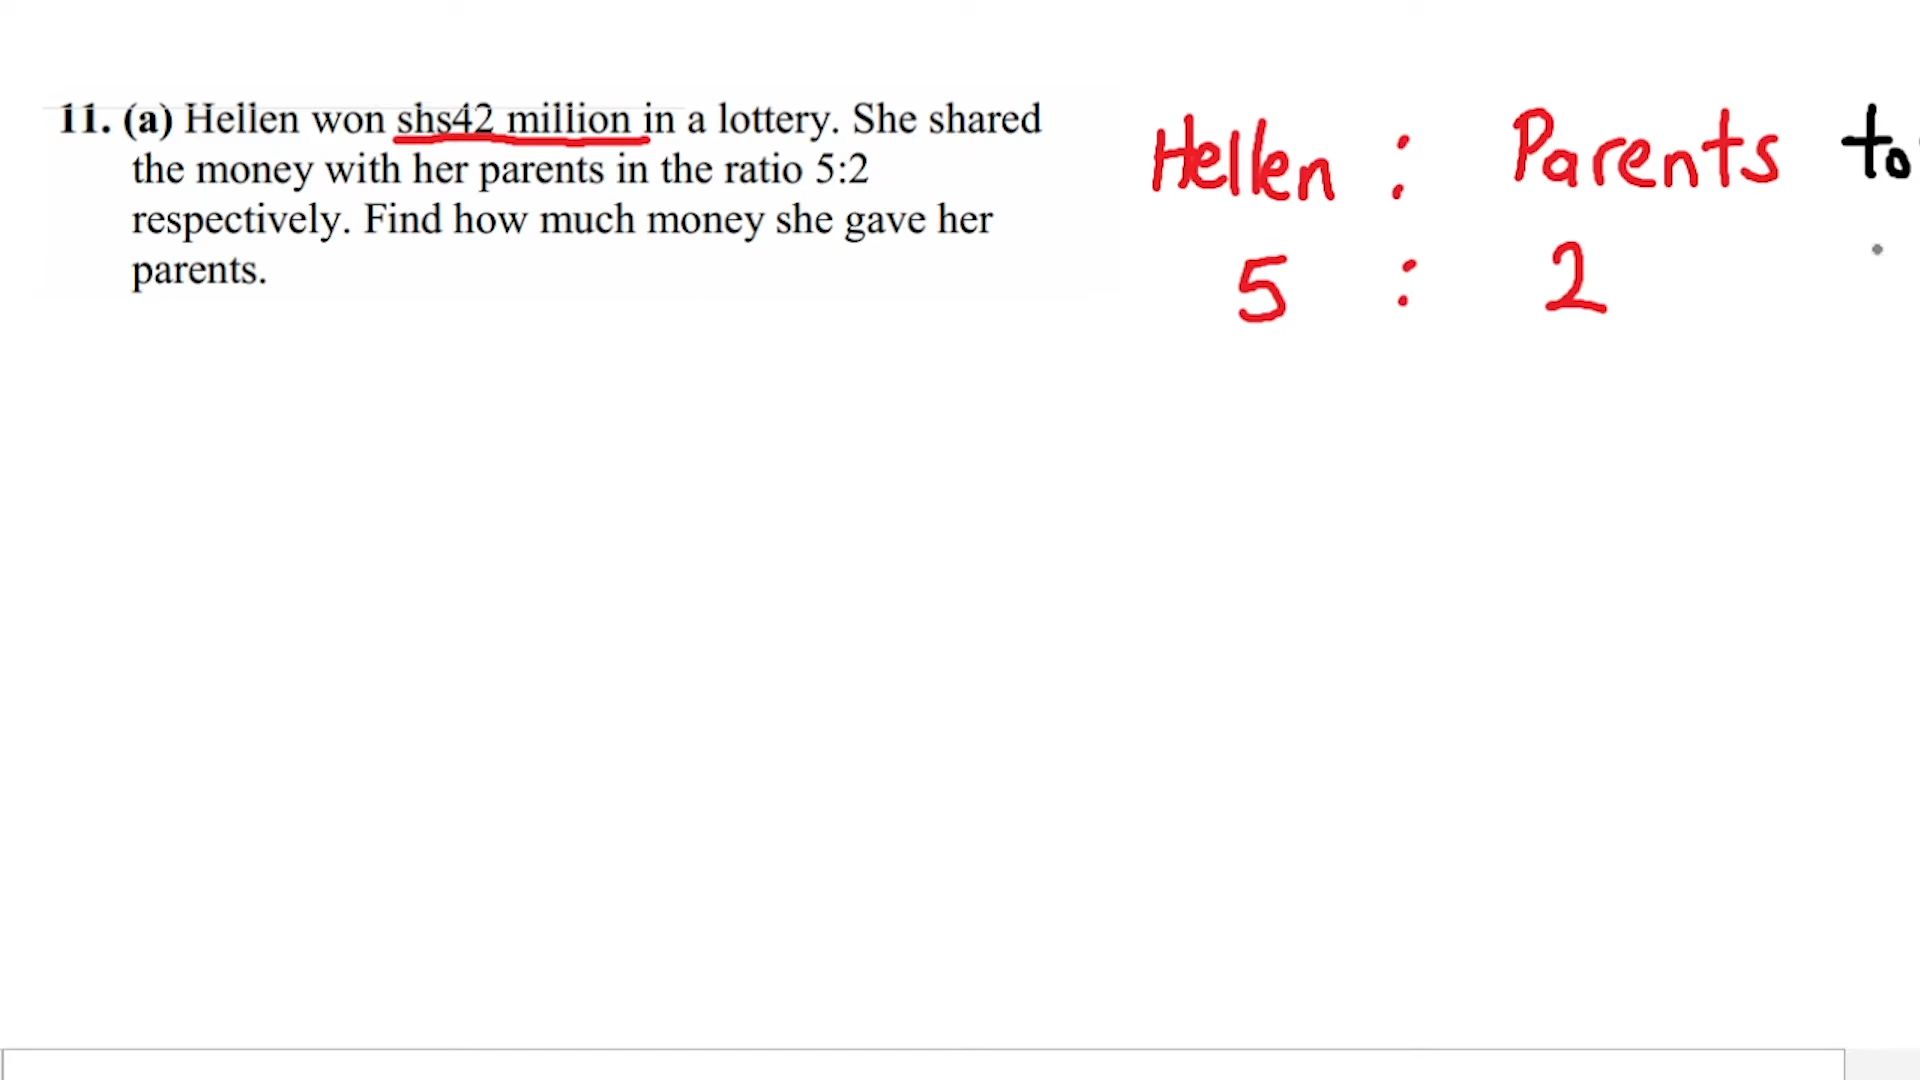 11. (a) Hellen won shs42 million in a lottery. She shared
the money with her parents in the ratio 5:2
respectively. Find how much money she gave her
parents.
Hellen : Parents to
5 : 2